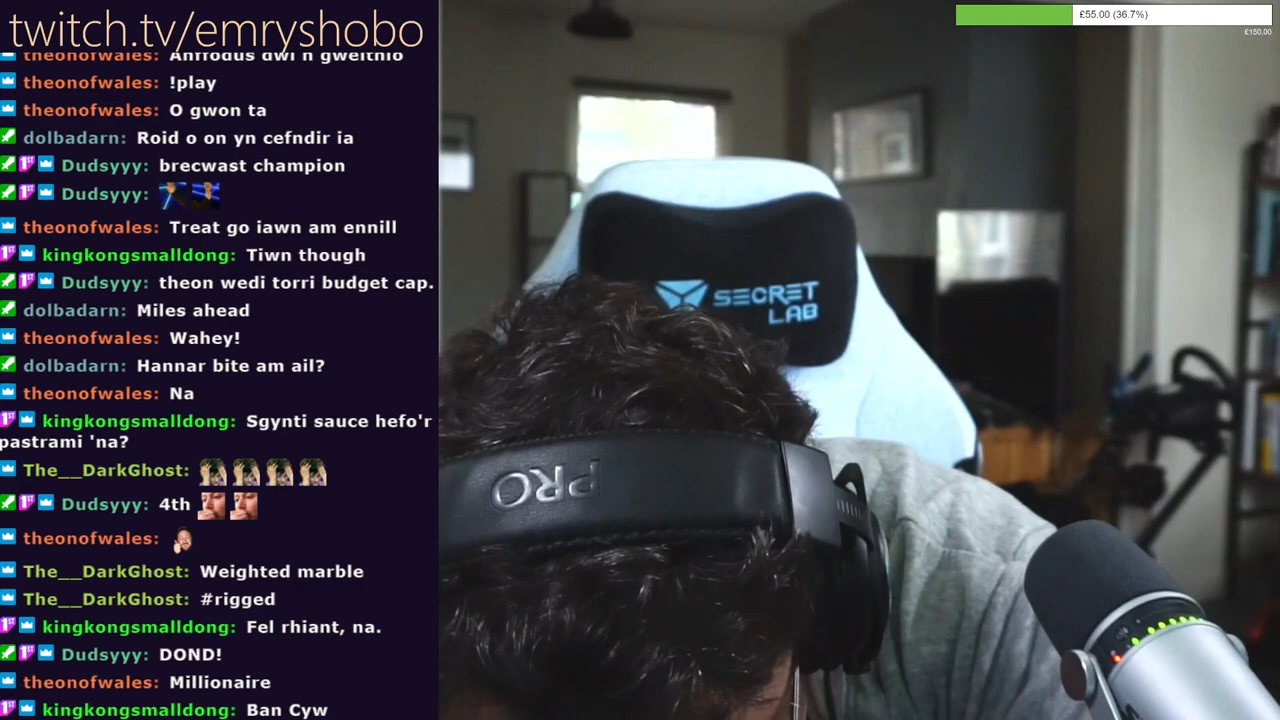 twitch.tv/emryshobo
theonofwales: Anffodus dwi'n gweithio
theonofwales: !play
theonofwales: O gwon ta
dolbadarn: Roid o on yn cefndir ia
Dudsyyy: brecwast champion
Dudsyyy:
theonofwales: Treat go iawn am ennill
kingkongsmalldong: Tiwn though
Dudsyyy: theon wedi torri budget cap.
dolbadarn: Miles ahead
theonofwales: Wahey!
dolbadarn: Hannar bite am ail?
theonofwales: Na
kingkongsmalldong: Sgynti sauce hefo'r
pastrami 'na?
The__DarkGhost:
Dudsyyy: 4th
theonofwales:
The__DarkGhost: Weighted marble
The__DarkGhost: #rigged
kingkongsmalldong: Fel rhiant, na.
Dudsyyy: DOND!
theonofwales: Millionaire
kingkongsmalldong: Ban Cyw
£55.00 (36.7%)
£150.00
SECRET
LAB
PRO